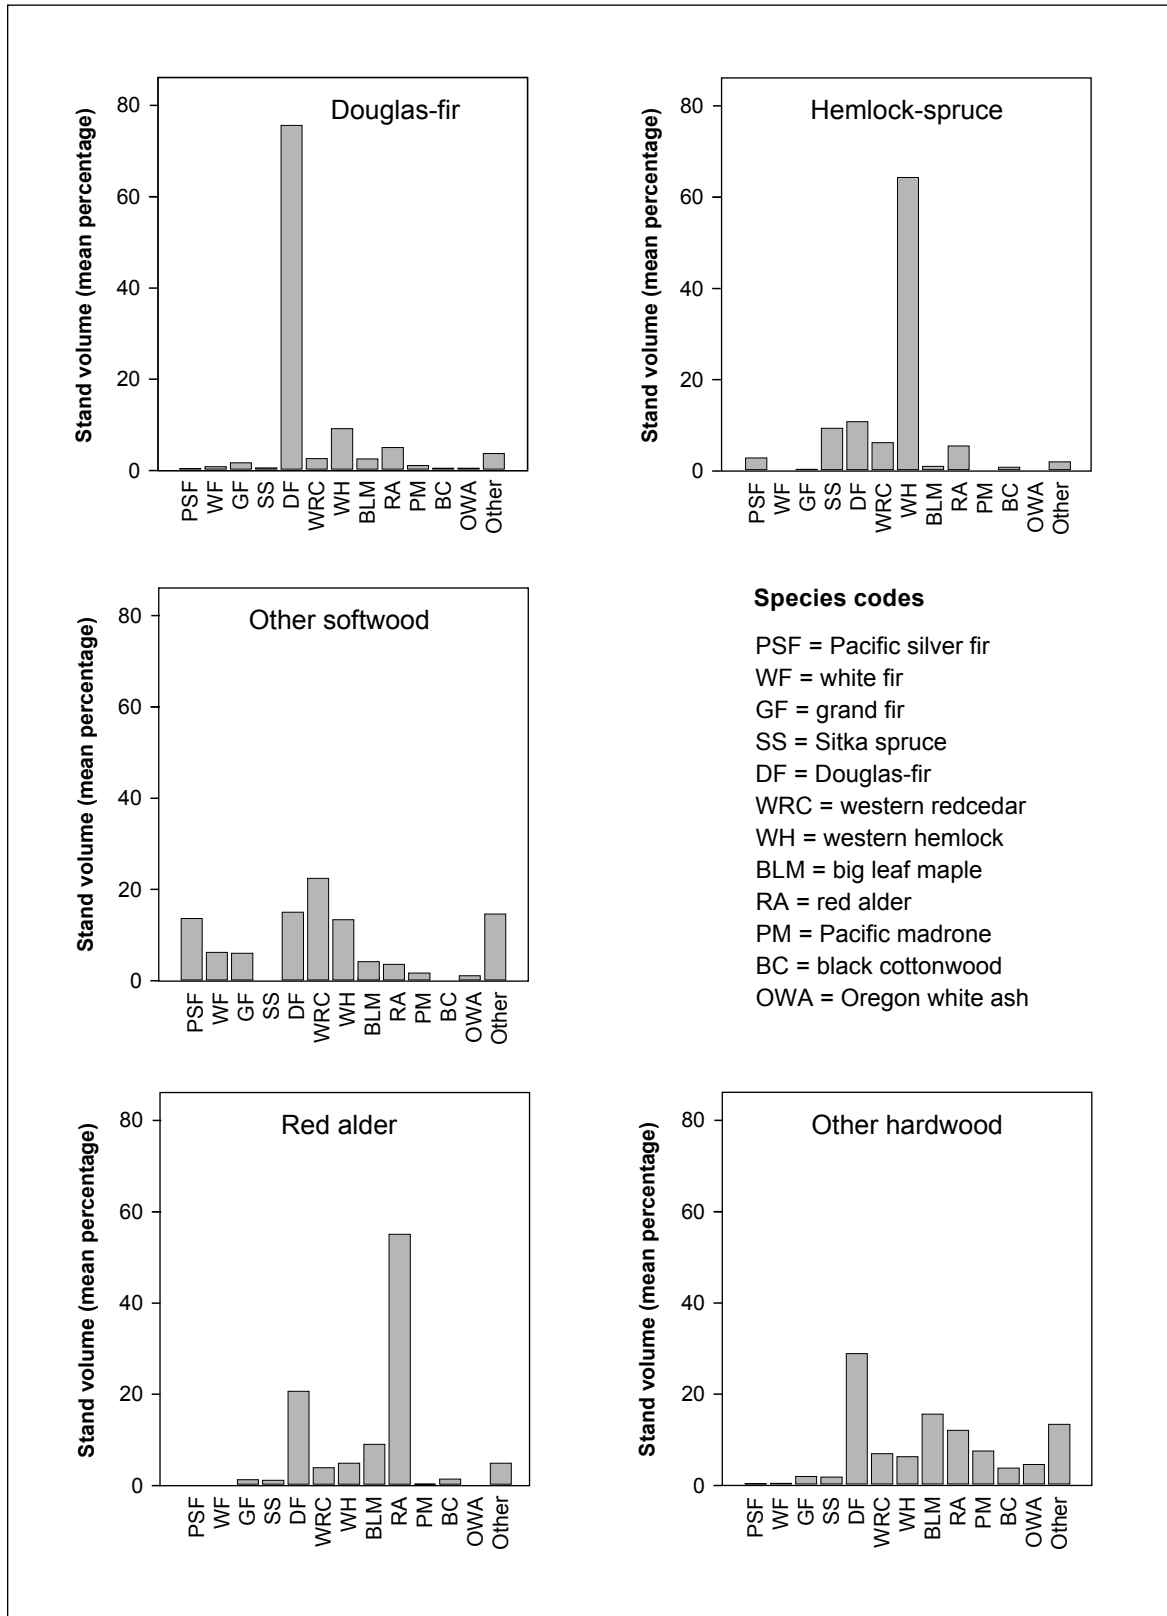 Douglas-fir
Stand volume (mean percentage)
80
60
40
20
0
PSF
WF
GF
SS
DF
WRC
WH
BLM
RA
PM
BC
OWA
Other
Hemlock-spruce
Stand volume (mean percentage)
80
60
40
20
0
PSF
WF
GF
SS
DF
WRC
WH
BLM
RA
PM
BC
OWA
Other
Other softwood
Stand volume (mean percentage)
80
60
40
20
0
PSF
WF
GF
SS
DF
WRC
WH
BLM
RA
PM
BC
OWA
Other
Species codes
PSF = Pacific silver fir
WF = white fir
GF = grand fir
SS = Sitka spruce
DF = Douglas-fir
WRC = western redcedar
WH = western hemlock
BLM = big leaf maple
RA = red alder
PM = Pacific madrone
BC = black cottonwood
OWA = Oregon white ash
Red alder
Stand volume (mean percentage)
80
60
40
20
0
PSF
WF
GF
SS
DF
WRC
WH
BLM
RA
PM
BC
OWA
Other
Other hardwood
Stand volume (mean percentage)
80
60
40
20
0
PSF
WF
GF
SS
DF
WRC
WH
BLM
RA
PM
BC
OWA
Other